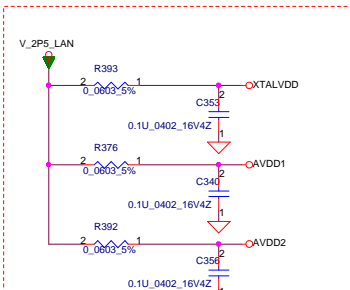 V_2P5_LAN
R393
2 1
0_0603_5%
XTALVDD
2
C353
0.1U_0402_16V4Z
1
R376
2 1
0_0603_5%
AVDD1
2
C340
0.1U_0402_16V4Z
1
R392
2 1
0_0603_5%
AVDD2
2
C356
0.1U_0402_16V4Z
1